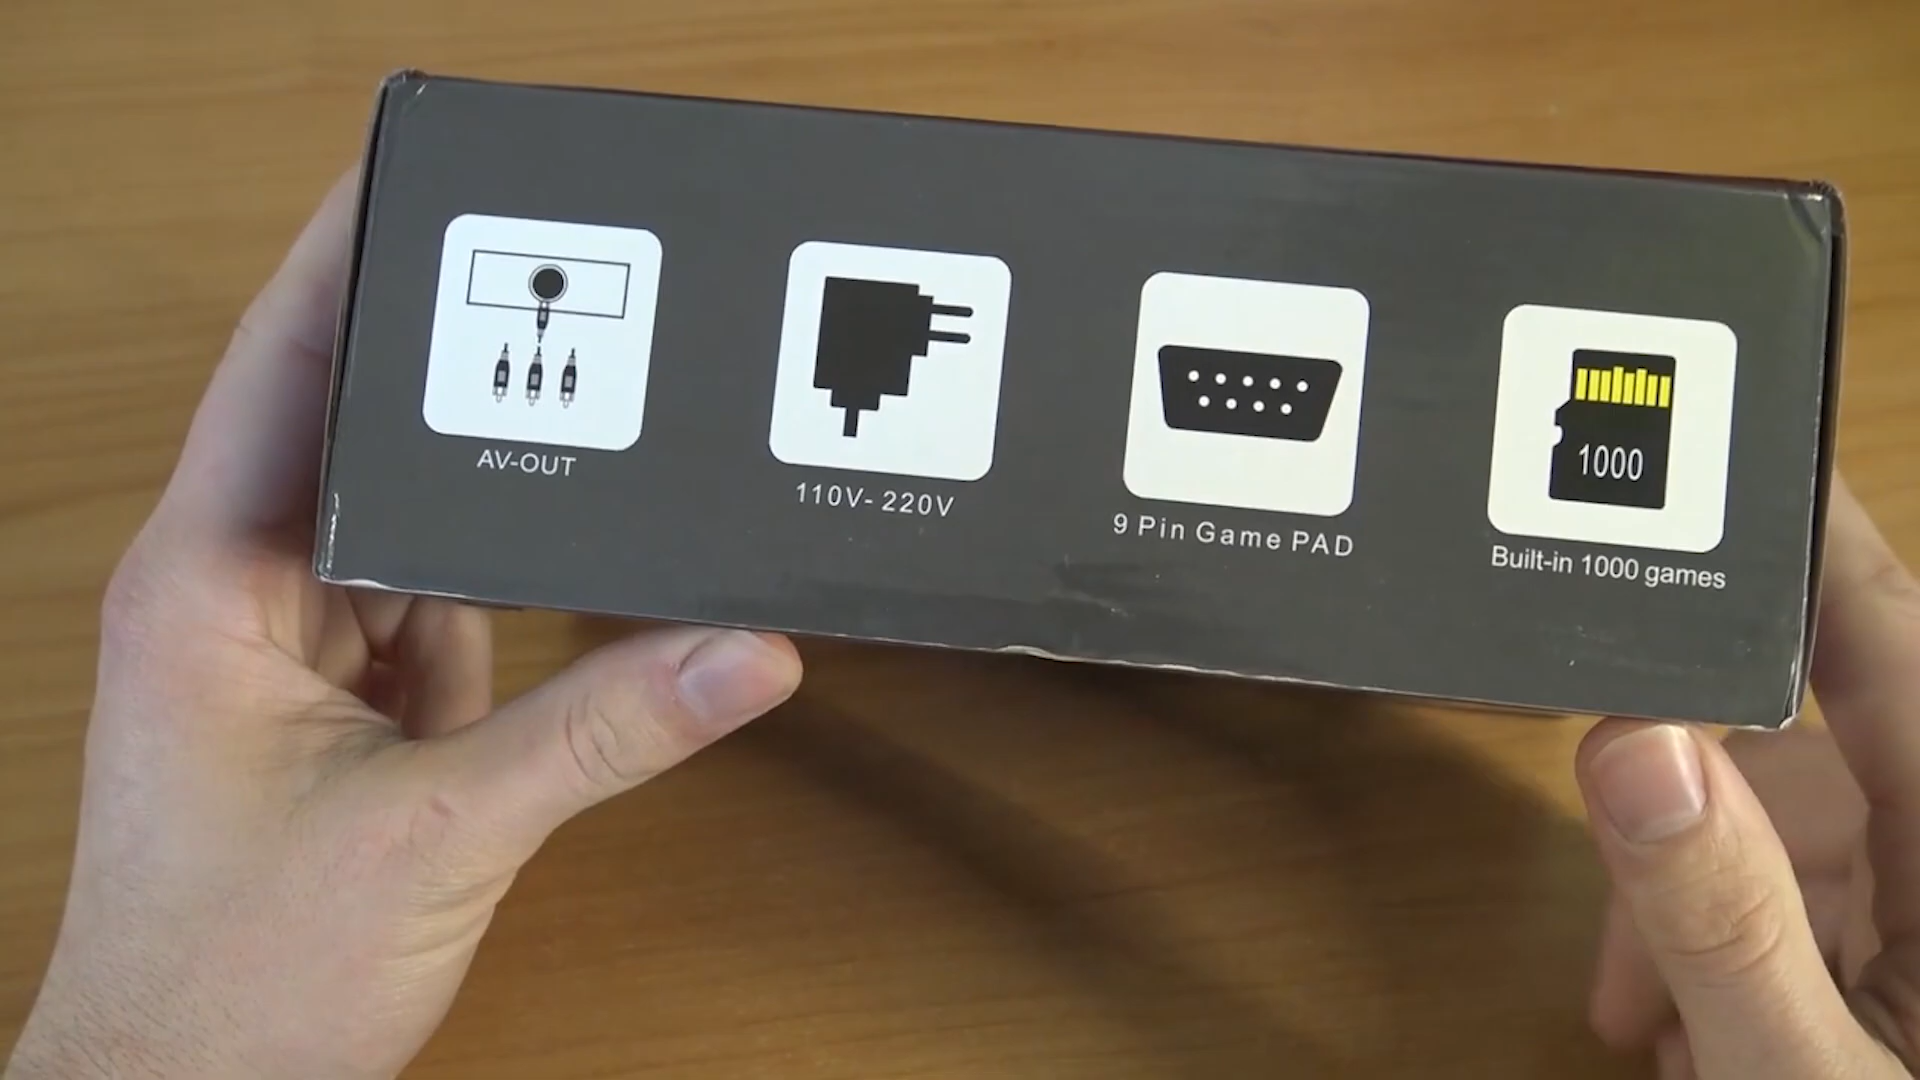 AV-OUT
110V- 220V
9 Pin Game PAD
1000
Built-in 1000 games